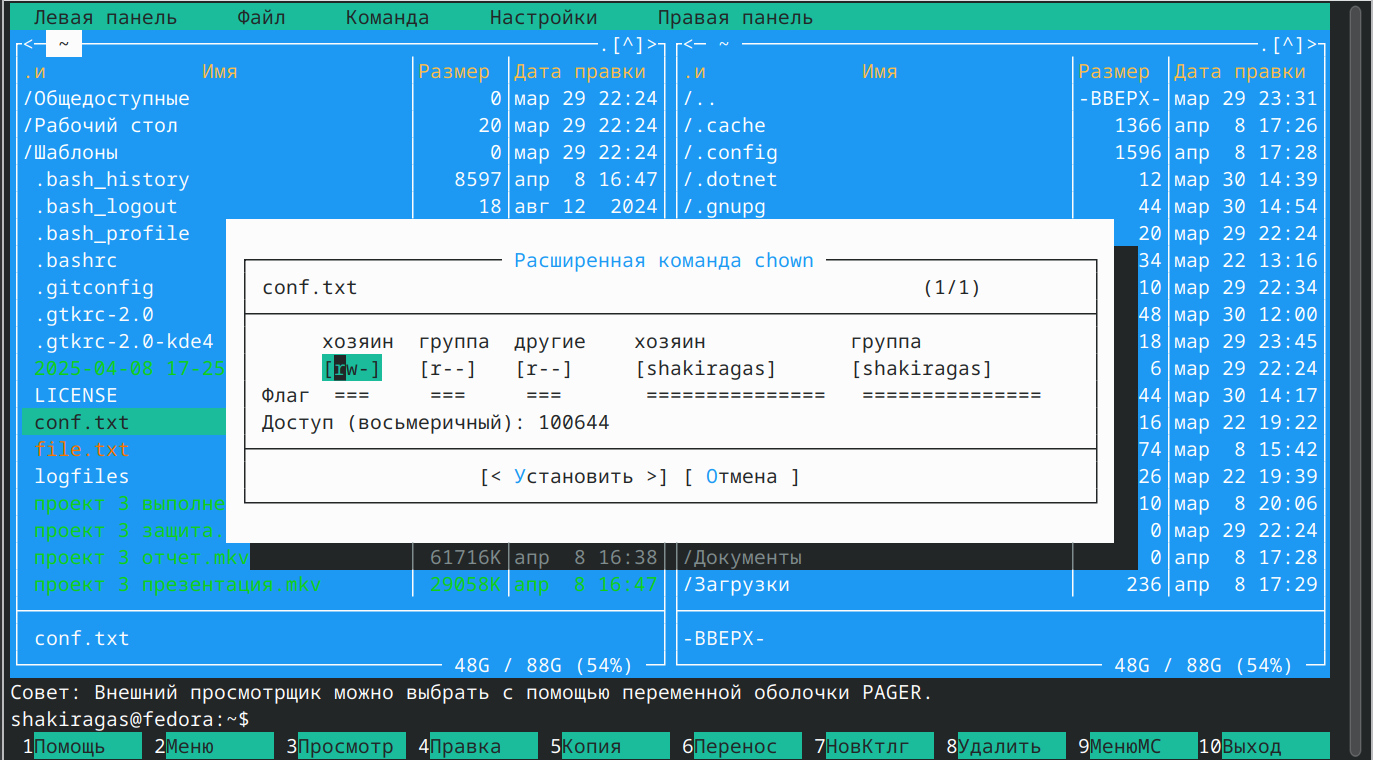 Левая панель Файл Команда Настройки Правая панель
<─ ~ ─.[^]> <─ ~ ─.[^]>
.и Имя Размер Дата правки .и Имя Размер Дата правки
/Общедоступные 0 мар 29 22:24 /.. -ВВЕРХ- мар 29 23:31
/Рабочий стол 20 мар 29 22:24 /.cache 1366 апр 8 17:26
/Шаблоны 0 мар 29 22:24 /.config 1596 апр 8 17:28
.bash_history 8597 апр 8 16:47 /.dotnet 12 мар 30 14:39
.bash_logout 18 авг 12 2024 /.gnupg 44 мар 30 14:54
.bash_profile 20 мар 29 22:24
.bashrc Расширенная команда chown 34 мар 22 13:16
.gitconfig conf.txt (1/1) 10 мар 29 22:34
.gtkrc-2.0 48 мар 30 12:00
.gtkrc-2.0-kde4 хозяин группа другие хозяин группа 18 мар 29 23:45
2025-04-08 17-25 [rw-] [r--] [r--] [shakiragas] [shakiragas] 6 мар 29 22:24
LICENSE Флаг === === === =============== =============== 44 мар 30 14:17
conf.txt Доступ (восьмеричный): 100644 16 мар 22 19:22
file.txt 74 мар 8 15:42
logfiles [< Установить >] [ Отмена ] 26 мар 22 19:39
проект 3 выполне 10 мар 8 20:06
проект 3 защита. 0 мар 29 22:24
проект 3 отчет.mkv 61716K апр 8 16:38 /Документы 0 апр 8 17:28
проект 3 презентация.mkv 29058K апр 8 16:47 /Загрузки 236 апр 8 17:29
conf.txt -ВВЕРХ-
48G / 88G (54%) 48G / 88G (54%)
Совет: Внешний просмотрщик можно выбрать с помощью переменной оболочки PAGER.
shakiragas@fedora:~$
1Помощь 2Меню 3Просмотр 4Правка 5Копия 6Перенос 7НовКтлг 8Удалить 9МенюMC 10Выход